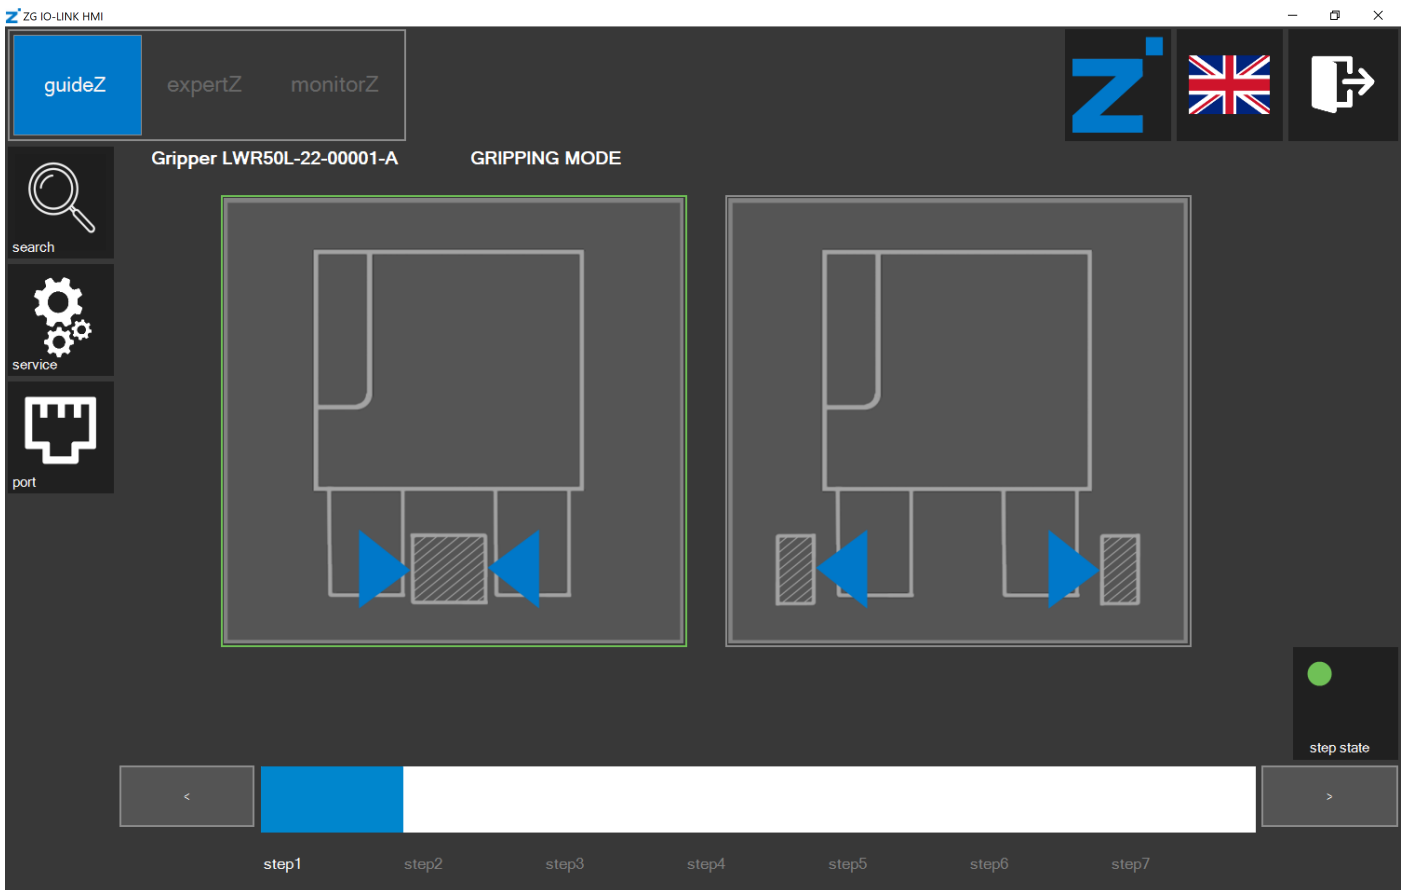 ZG IO-LINK HMI
guideZ expertZ monitorZ
Gripper LWR50L-22-00001-A GRIPPING MODE
search
service
port
step state
< >
step1 step2 step3 step4 step5 step6 step7